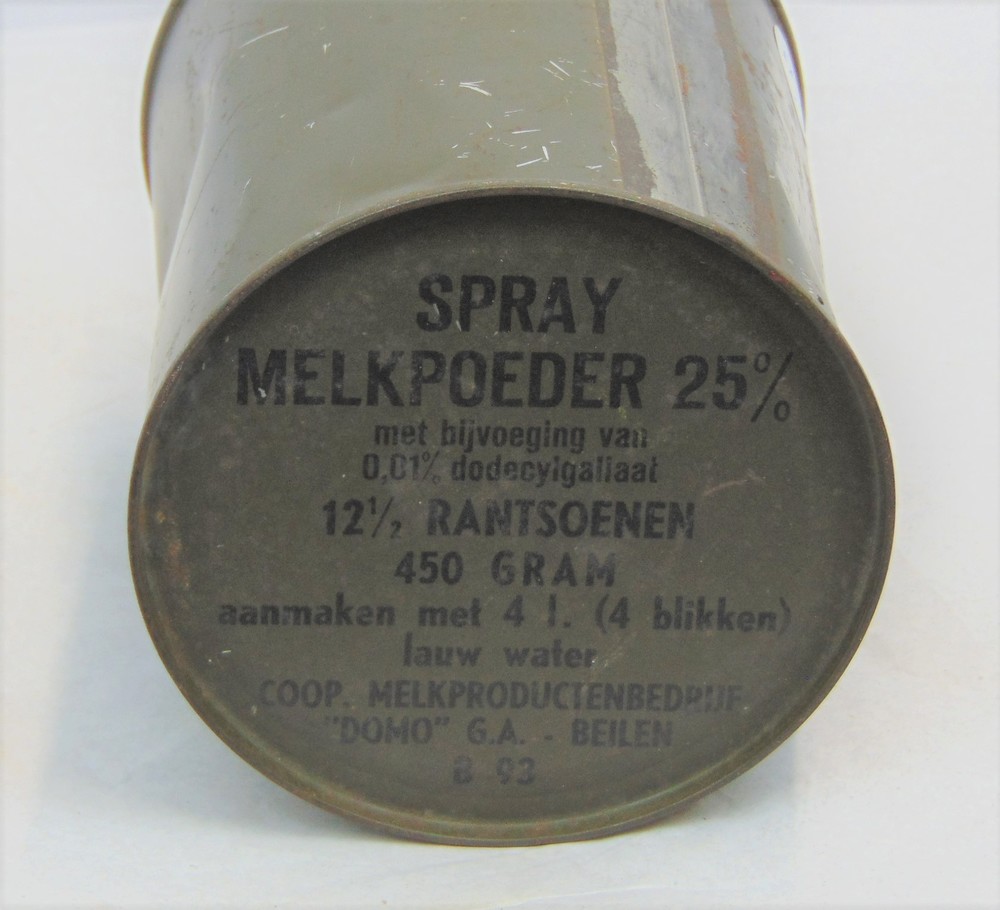 SPRAY
MELKPOEDER 25%
met bijvoeging van
0,01% dodecylgallaat
12½ RANTSOENEN
450 GRAM
aanmaken met 4 l. (4 blikken)
lauw water
COOP. MELKPRODUCTENBEDRIJF
"DOMO" G.A. - BEILEN
B 93